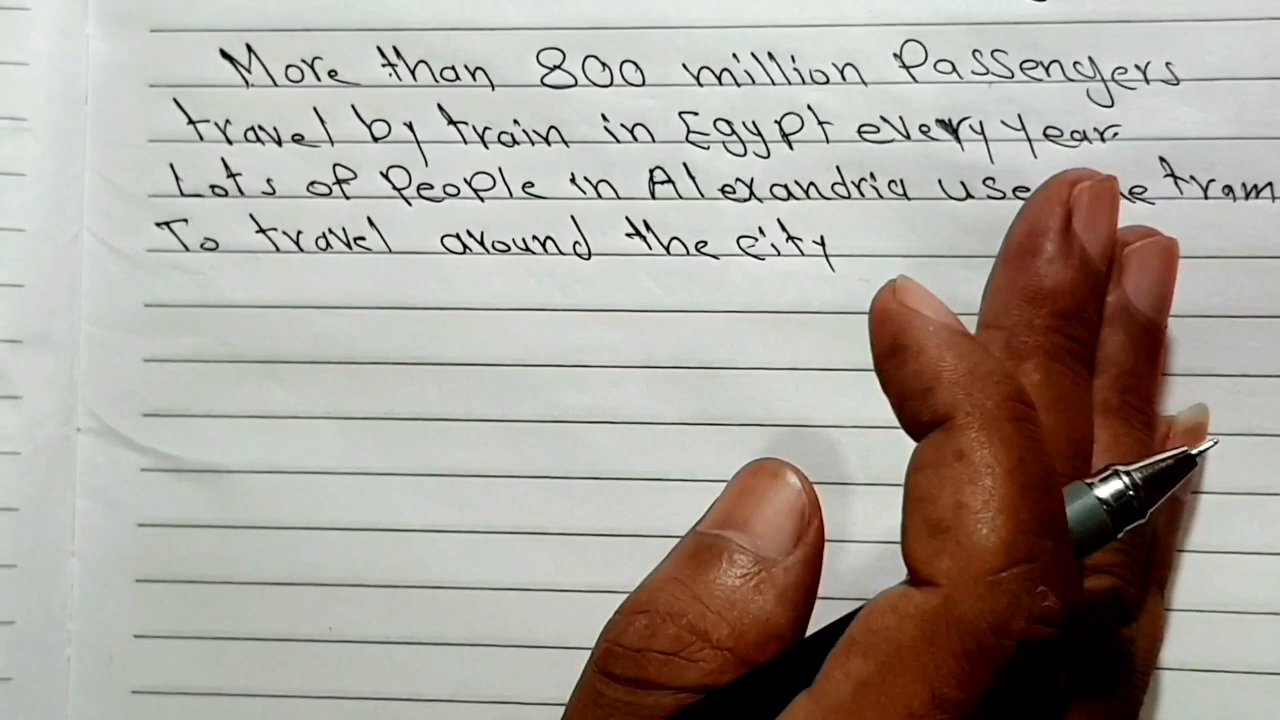 More than 800 million Passengers
travel by train in Egypt every year.
Lots of People in Alexandria use tram
To travel around the city